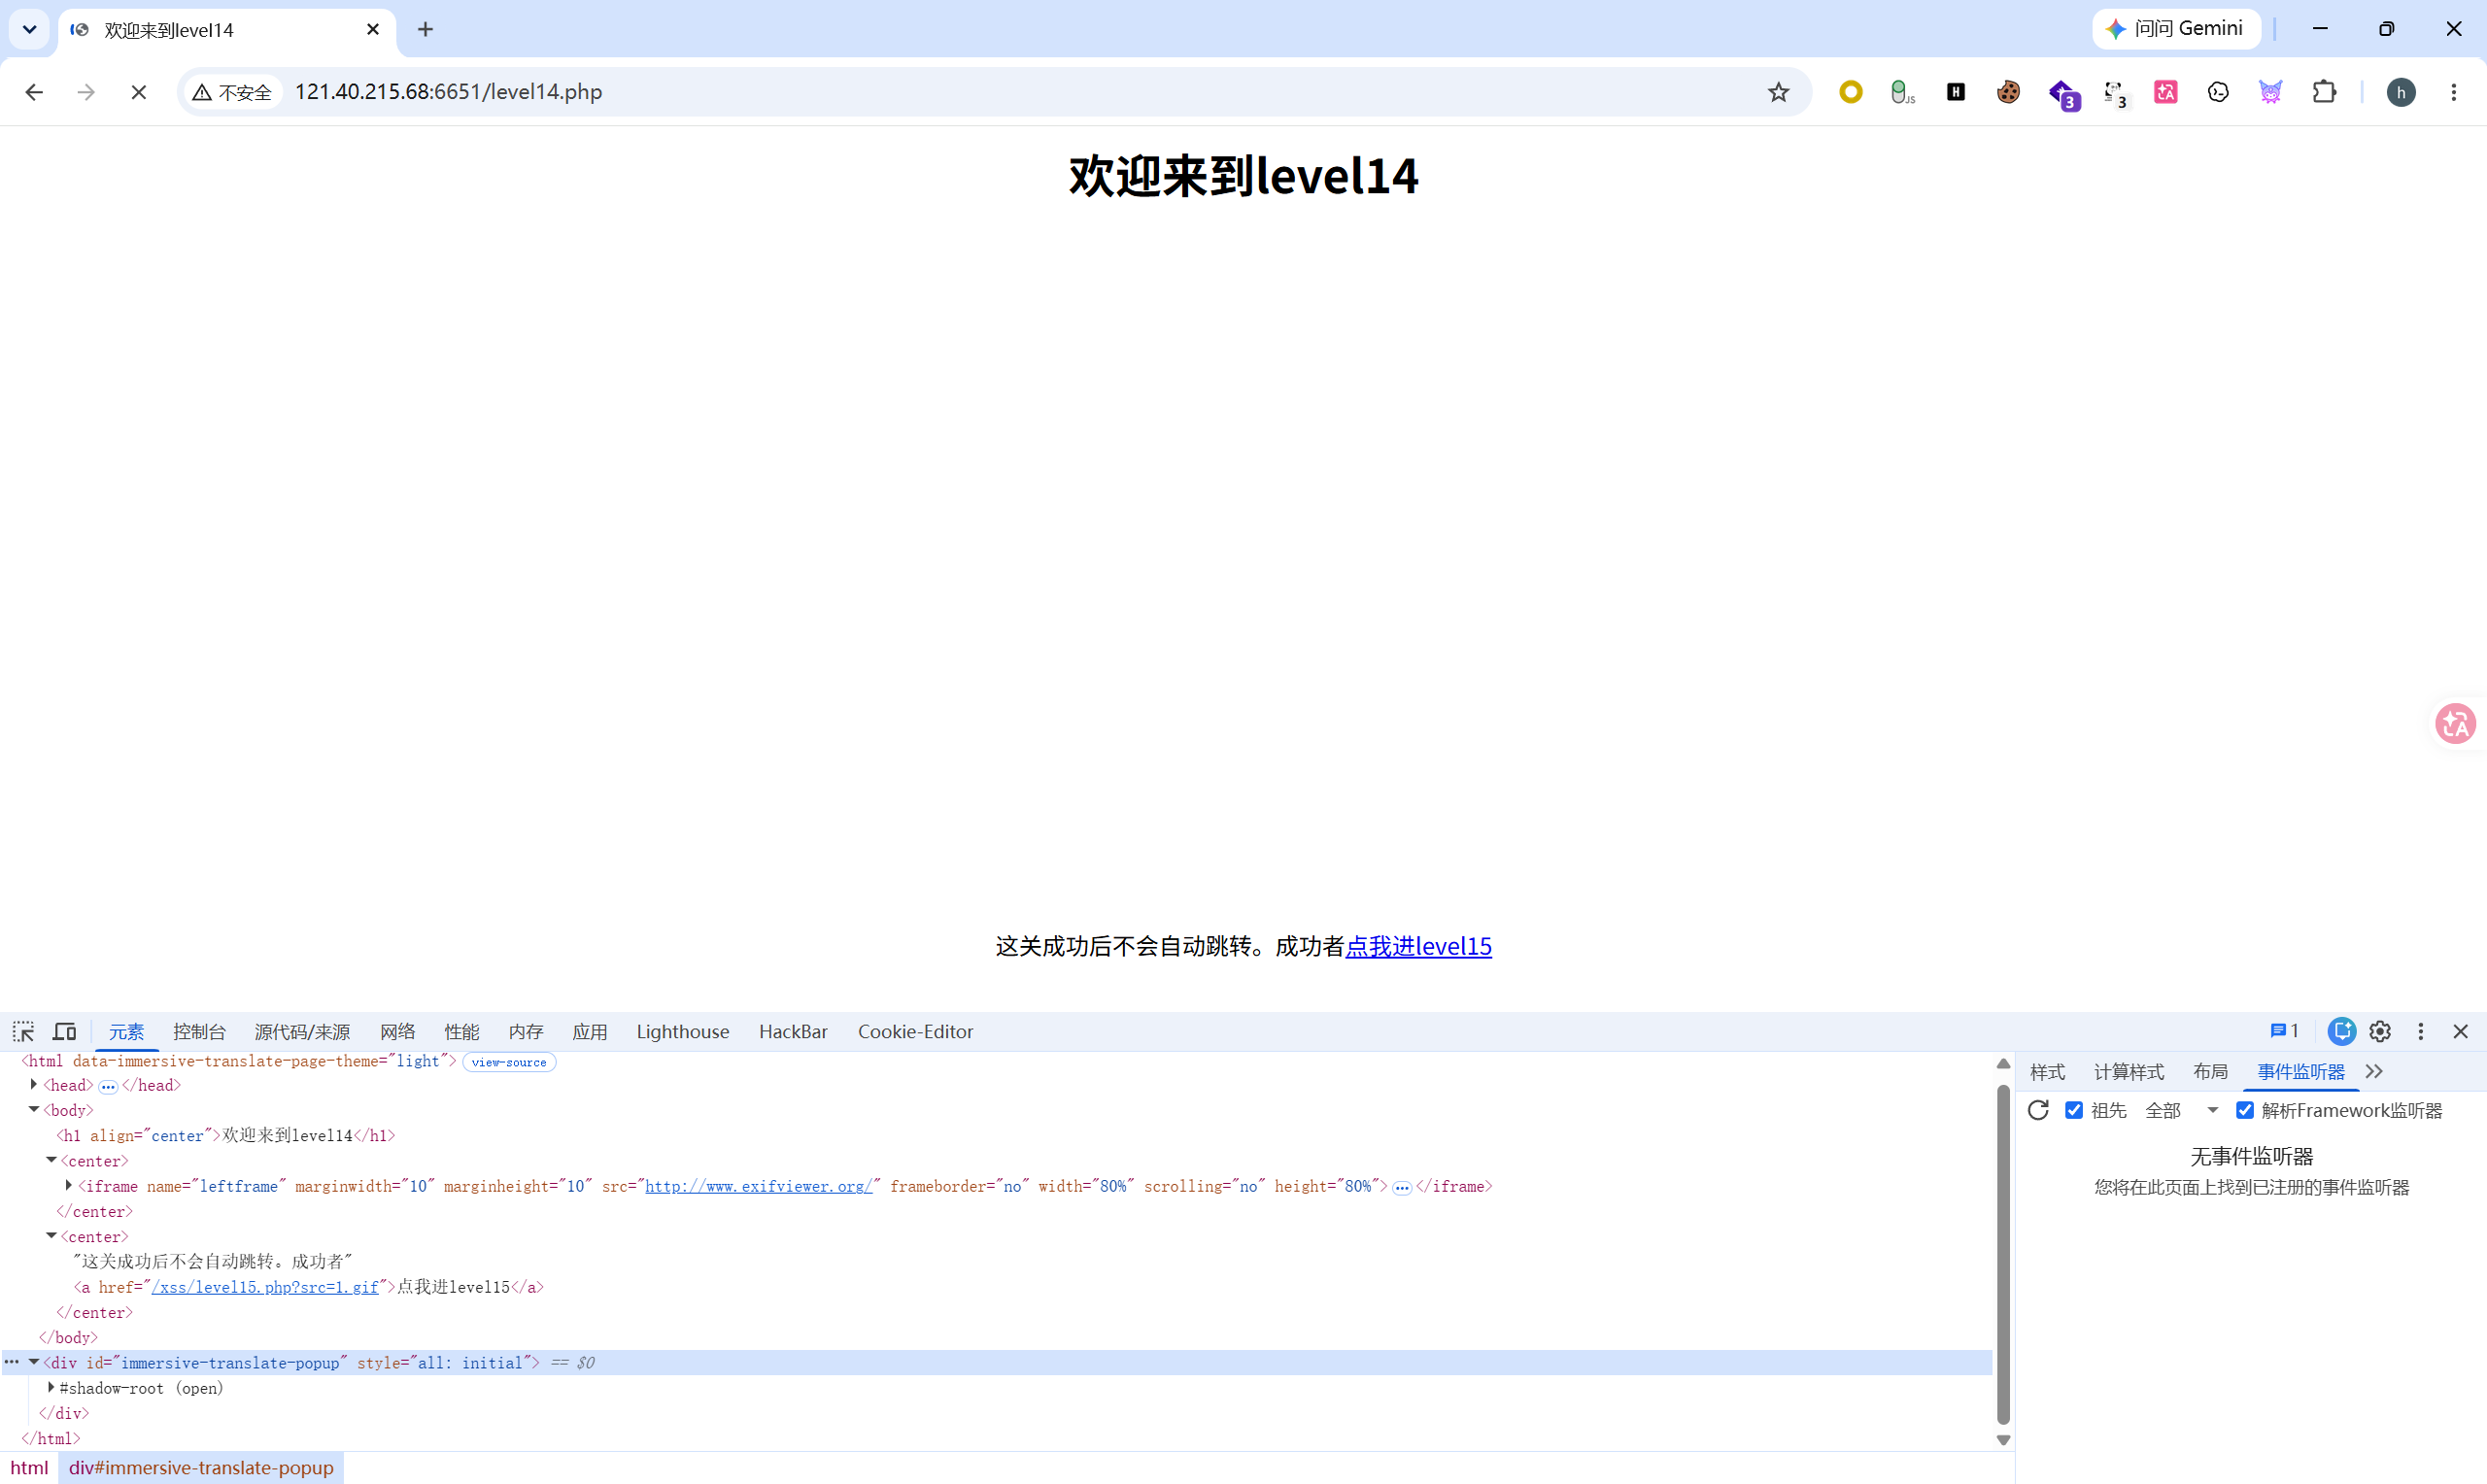 欢迎来到level14
问问 Gemini
不安全
121.40.215.68:6651/level14.php
JS
H
3
3
h
欢迎来到level14
这关成功后不会自动跳转。成功者点我进level15
元素 控制台 源代码/来源 网络 性能 内存 应用 Lighthouse HackBar Cookie-Editor
1
<html data-immersive-translate-page-theme="light"> view-source
<head> ••• </head>
<body>
<h1 align="center">欢迎来到level14</h1>
<center>
<iframe name="leftframe" marginwidth="10" marginheight="10" src="http://www.exifviewer.org/" frameborder="no" width="80%" scrolling="no" height="80%"> ••• </iframe>
</center>
<center>
"这关成功后不会自动跳转。成功者"
<a href="/xss/level15.php?src=1.gif">点我进level15</a>
</center>
</body>
••• <div id="immersive-translate-popup" style="all: initial"> == $0
#shadow-root (open)
</div>
</html>
html div#immersive-translate-popup
样式 计算样式 布局 事件监听器
祖先 全部 解析Framework监听器
无事件监听器
您将在此页面上找到已注册的事件监听器